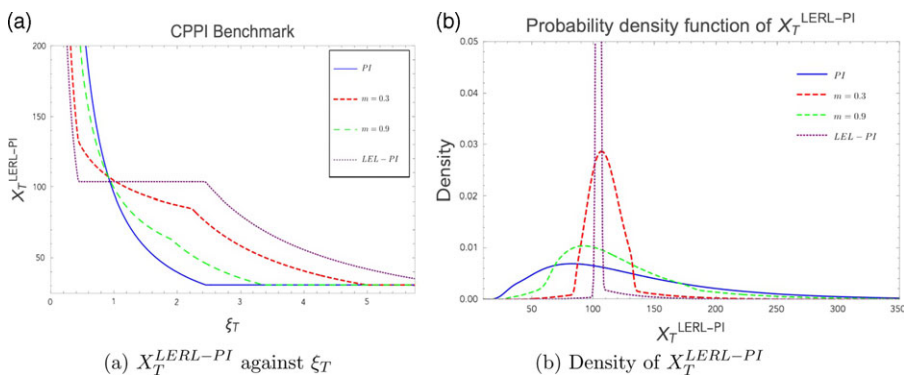 (a)
CPPI Benchmark
200
150
100
50
X_T^LERL-PI
0 1 2 3 4 5
ξ_T
PI
m = 0.3
m = 0.9
LEL - PI
(a) X_T^{LERL-PI} against ξ_T
(b)
Probability density function of X_T^LERL-PI
0.05
0.04
0.03
0.02
0.01
0.00
Density
50 100 150 200 250 300 350
X_T^LERL-PI
PI
m = 0.3
m = 0.9
LEL - PI
(b) Density of X_T^{LERL-PI}